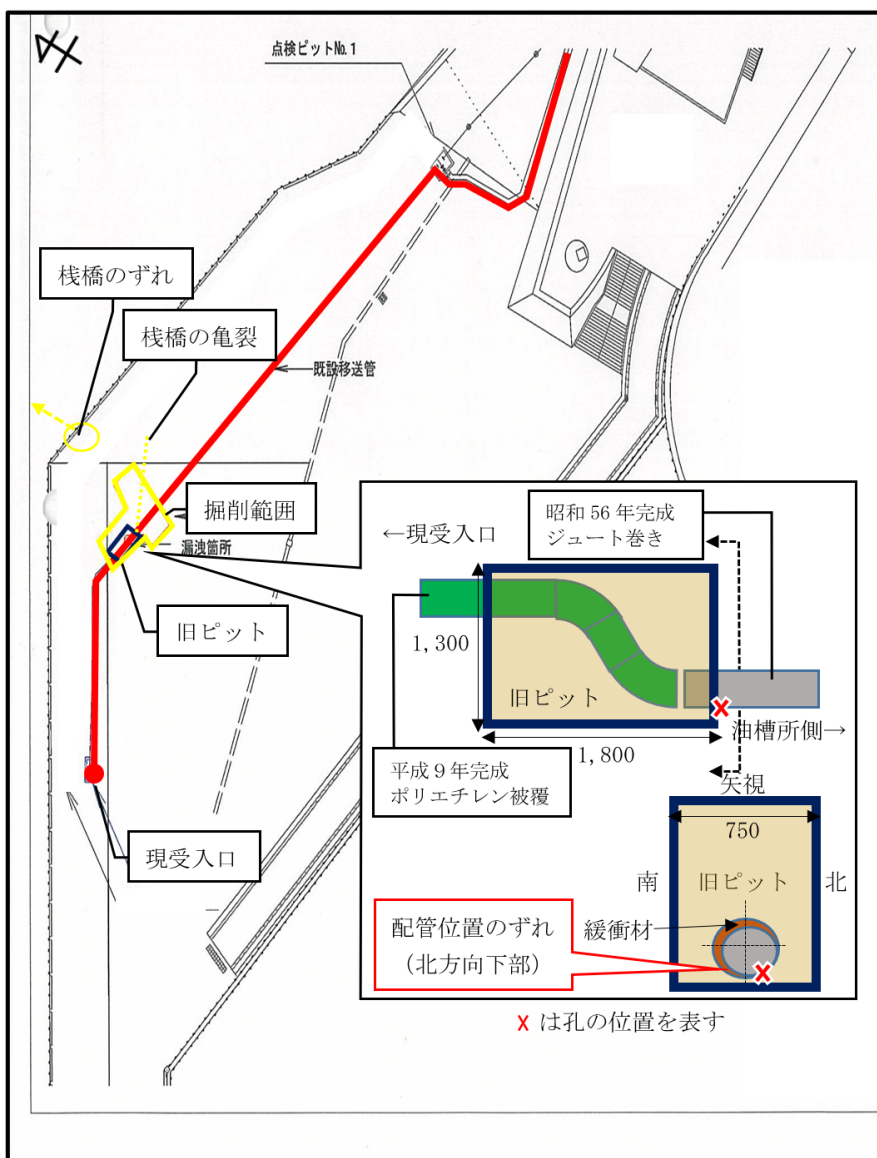 点検ピットNo.1
桟橋のずれ
桟橋の亀裂
既設移送管
掘削範囲
漏洩箇所
旧ピット
現受入口
←現受入口
昭和 56 年完成
ジュート巻き
1,300
旧ピット
油槽所側→
1,800
平成 9 年完成
ポリエチレン被覆
矢視
750
南
旧ピット
北
緩衝材
配管位置のずれ
（北方向下部）
x は孔の位置を表す